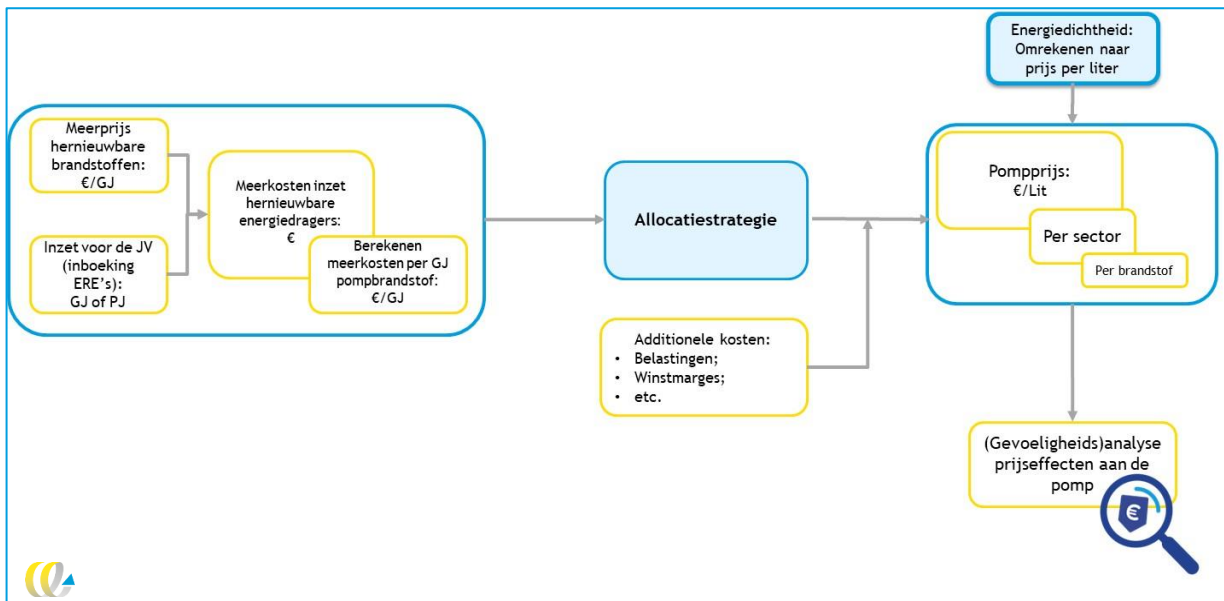 Energiedichtheid:
Omrekenen naar
prijs per liter
Meerprijs
hernieuwbare
brandstoffen:
€/GJ
Inzet voor de JV
(inboeking
ERE's):
GJ of PJ
Meerkosten inzet
hernieuwbare
energiedragers:
€
Berekenen
meerkosten per GJ
pompbrandstof:
€/GJ
Allocatiestrategie
Additionele kosten:
• Belastingen;
• Winstmarges;
• etc.
Pompprijs:
€/Lit
Per sector
Per brandstof
(Gevoeligheids)analyse
prijseffecten aan de
pomp
€